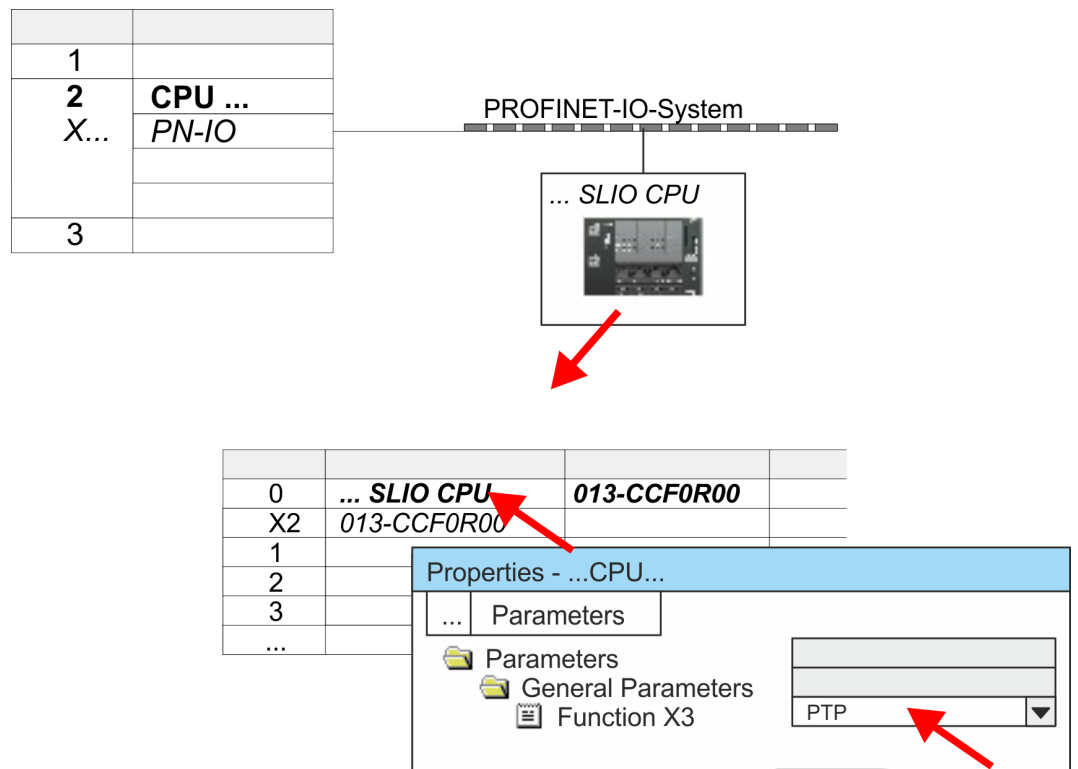 1
2 CPU ...
X... PN-IO
3
PROFINET-IO-System
... SLIO CPU
0 ... SLIO CPU 013-CCF0R00
X2 013-CCF0R00
1
2
3
...
Properties - ...CPU...
... Parameters
Parameters
General Parameters
Function X3 PTP